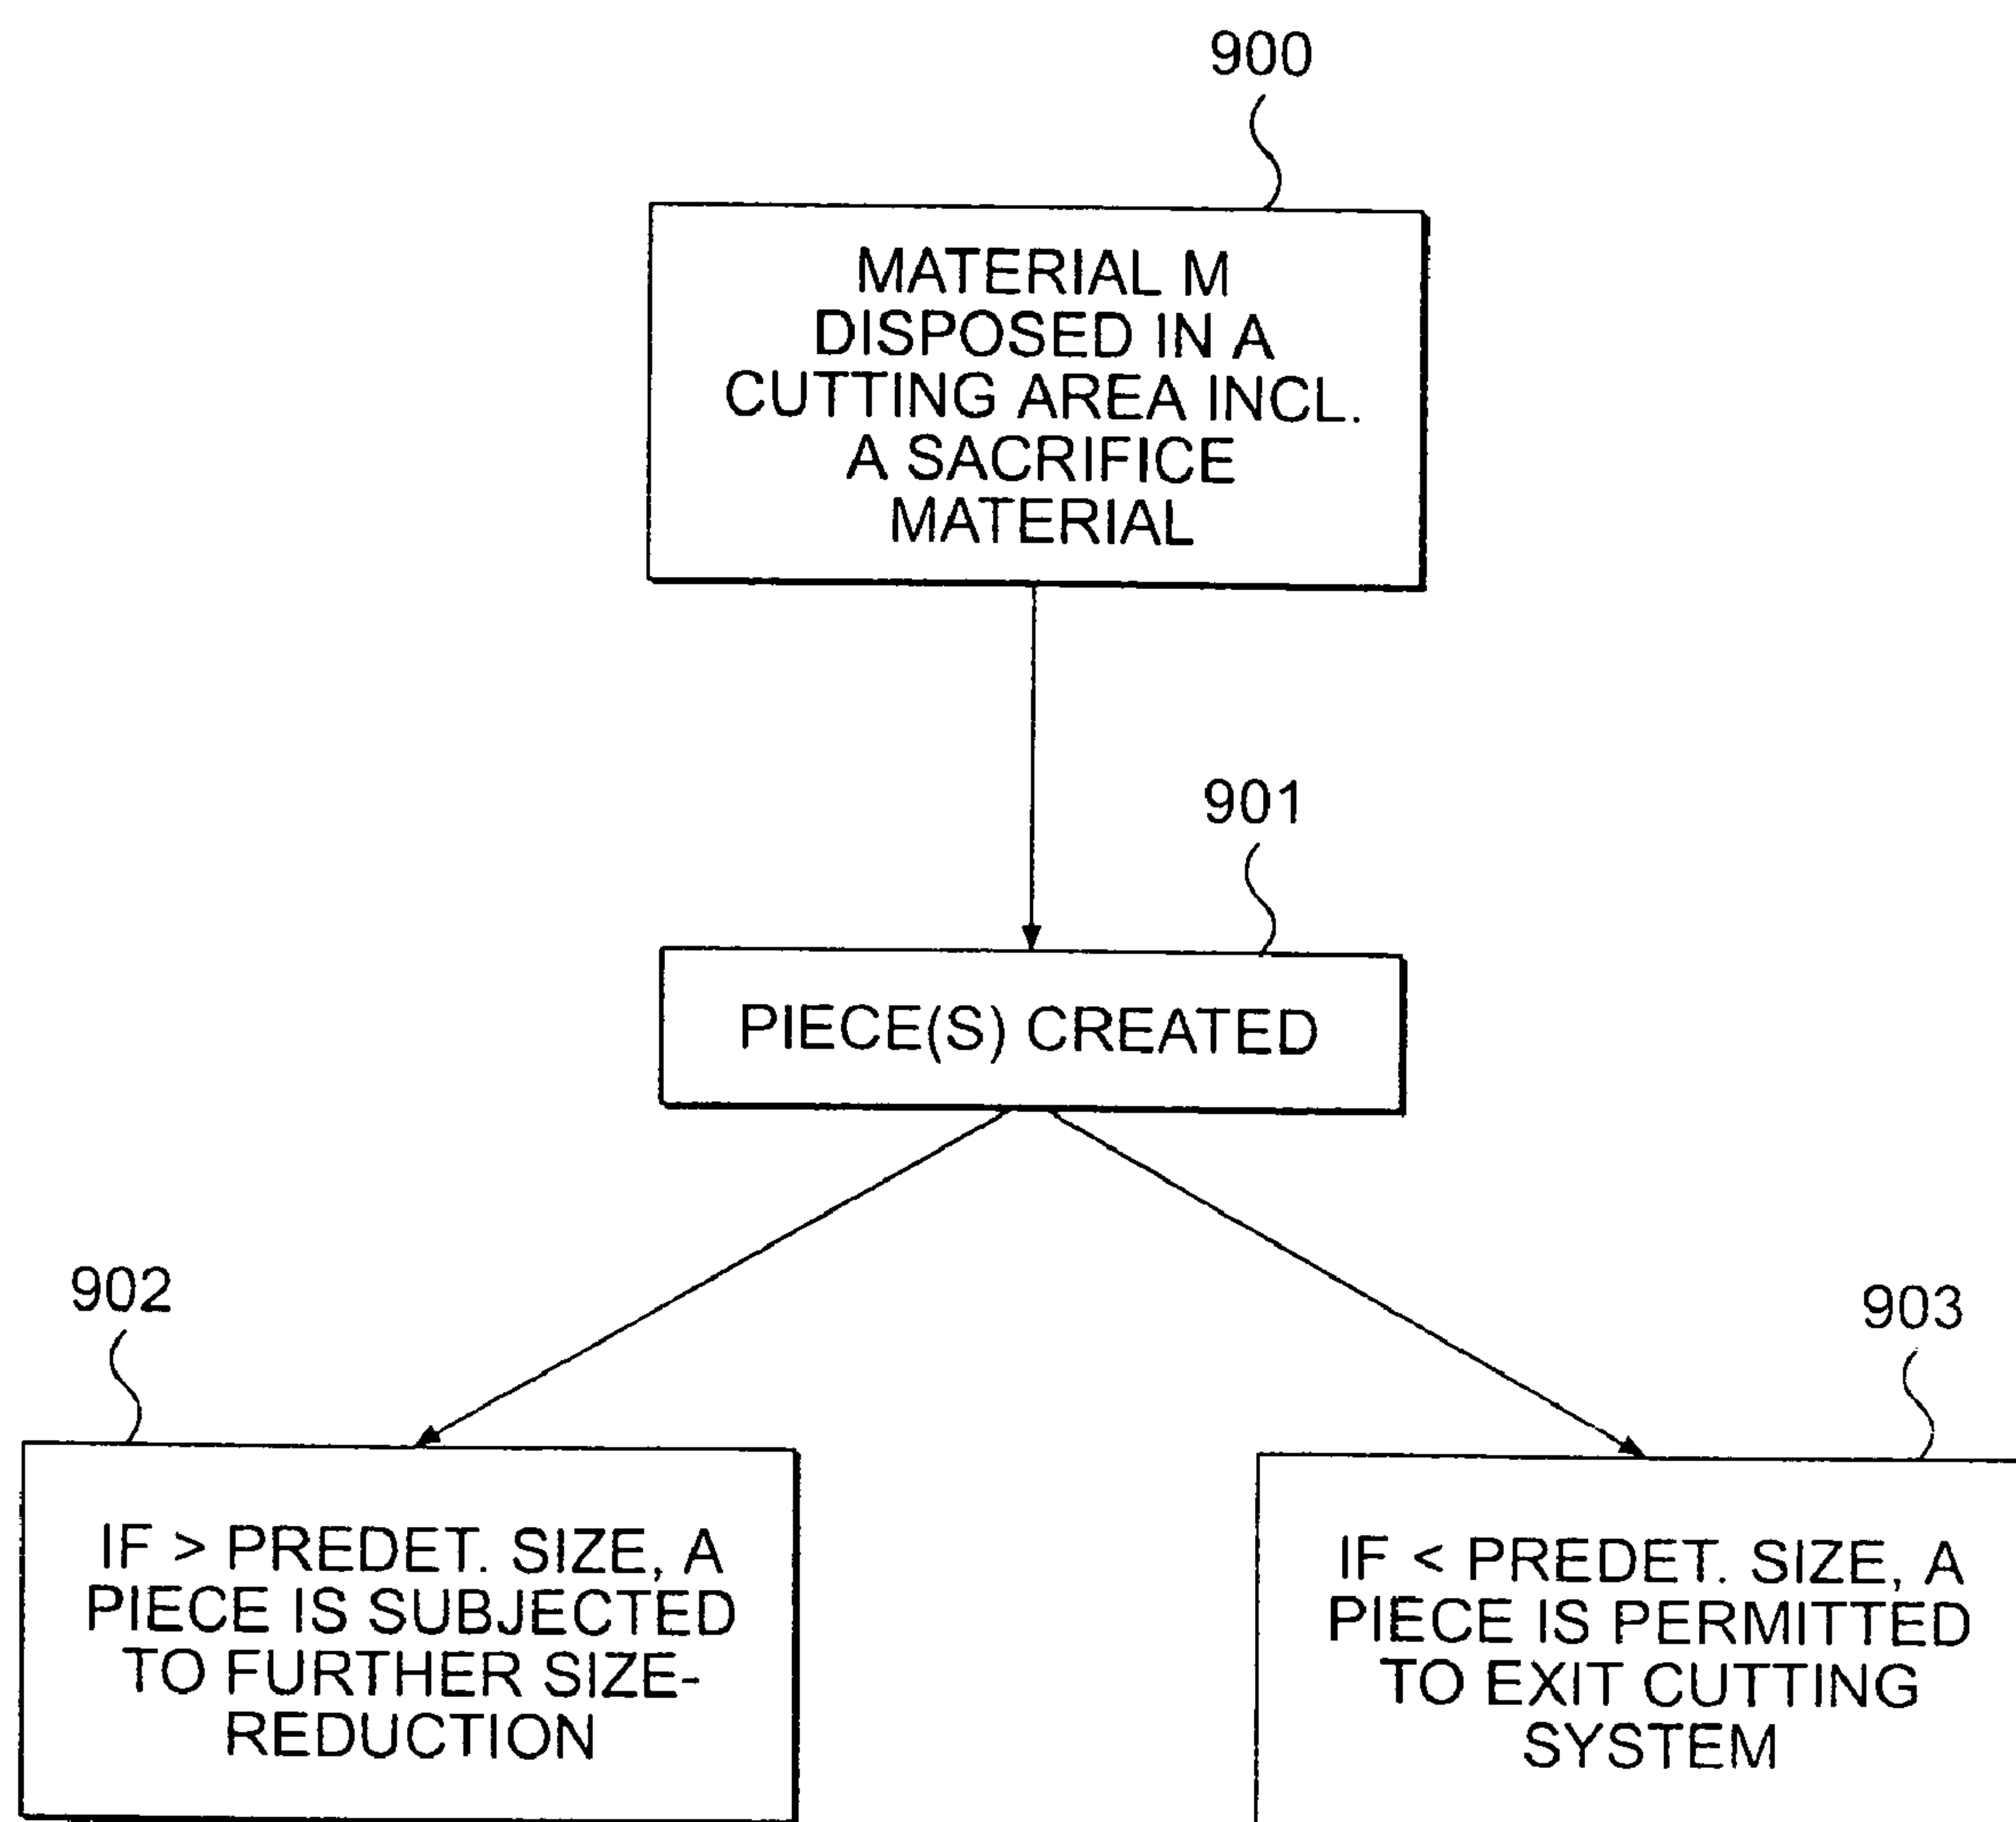 900
MATERIAL M
DISPOSED IN A
CUTTING AREA INCL.
A SACRIFICE
MATERIAL
901
PIECE(S) CREATED
902
IF > PREDET. SIZE, A
PIECE IS SUBJECTED
TO FURTHER SIZE-
REDUCTION
903
IF < PREDET. SIZE, A
PIECE IS PERMITTED
TO EXIT CUTTING
SYSTEM